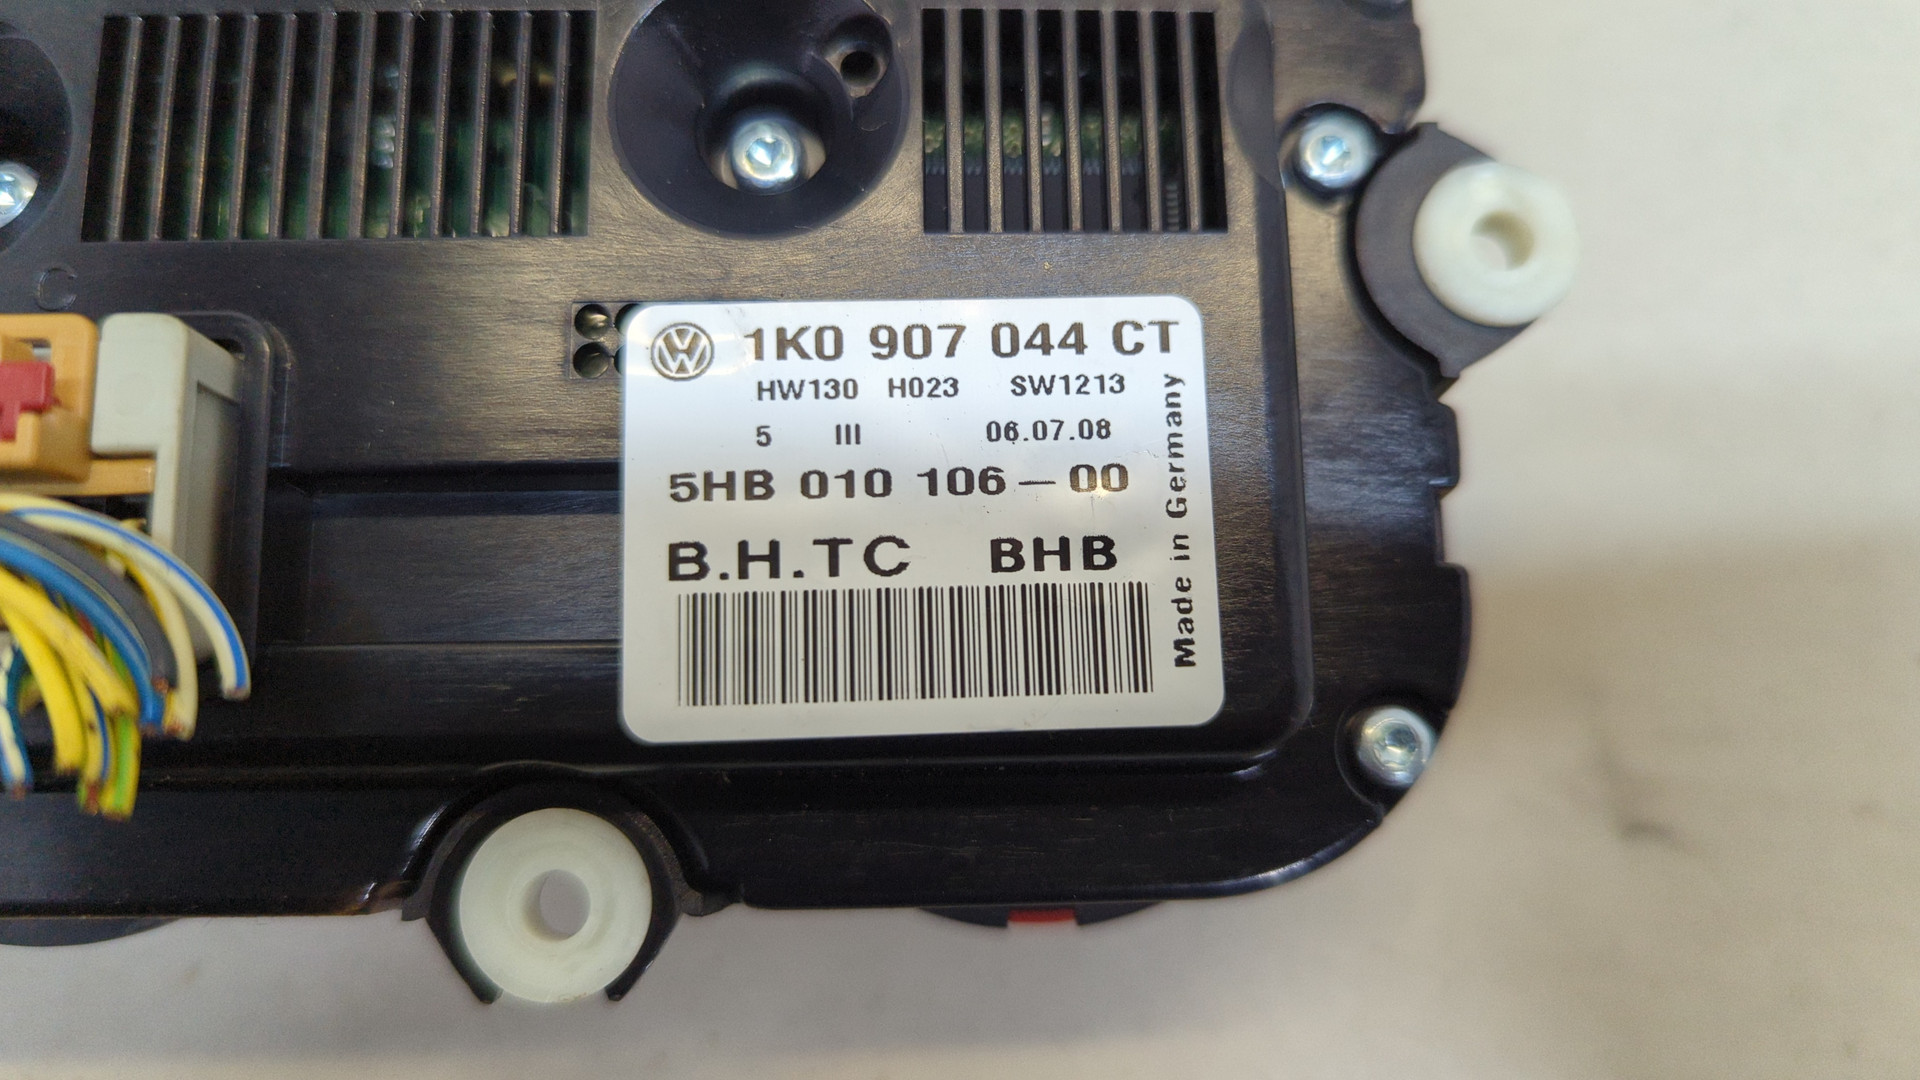 C
1K0 907 044 CT
HW130 H023 SW1213
5 III 06.07.08
5HB 010 106-00
B.H.TC BHB
Made in Germany